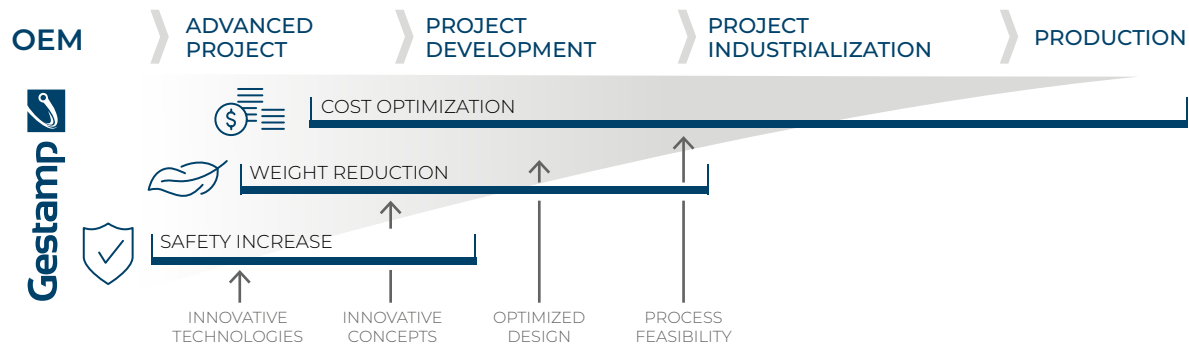 OEM
ADVANCED
PROJECT
PROJECT
DEVELOPMENT
PROJECT
INDUSTRIALIZATION
PRODUCTION
Gestamp
$
COST OPTIMIZATION
WEIGHT REDUCTION
SAFETY INCREASE
INNOVATIVE
TECHNOLOGIES
INNOVATIVE
CONCEPTS
OPTIMIZED
DESIGN
PROCESS
FEASIBILITY